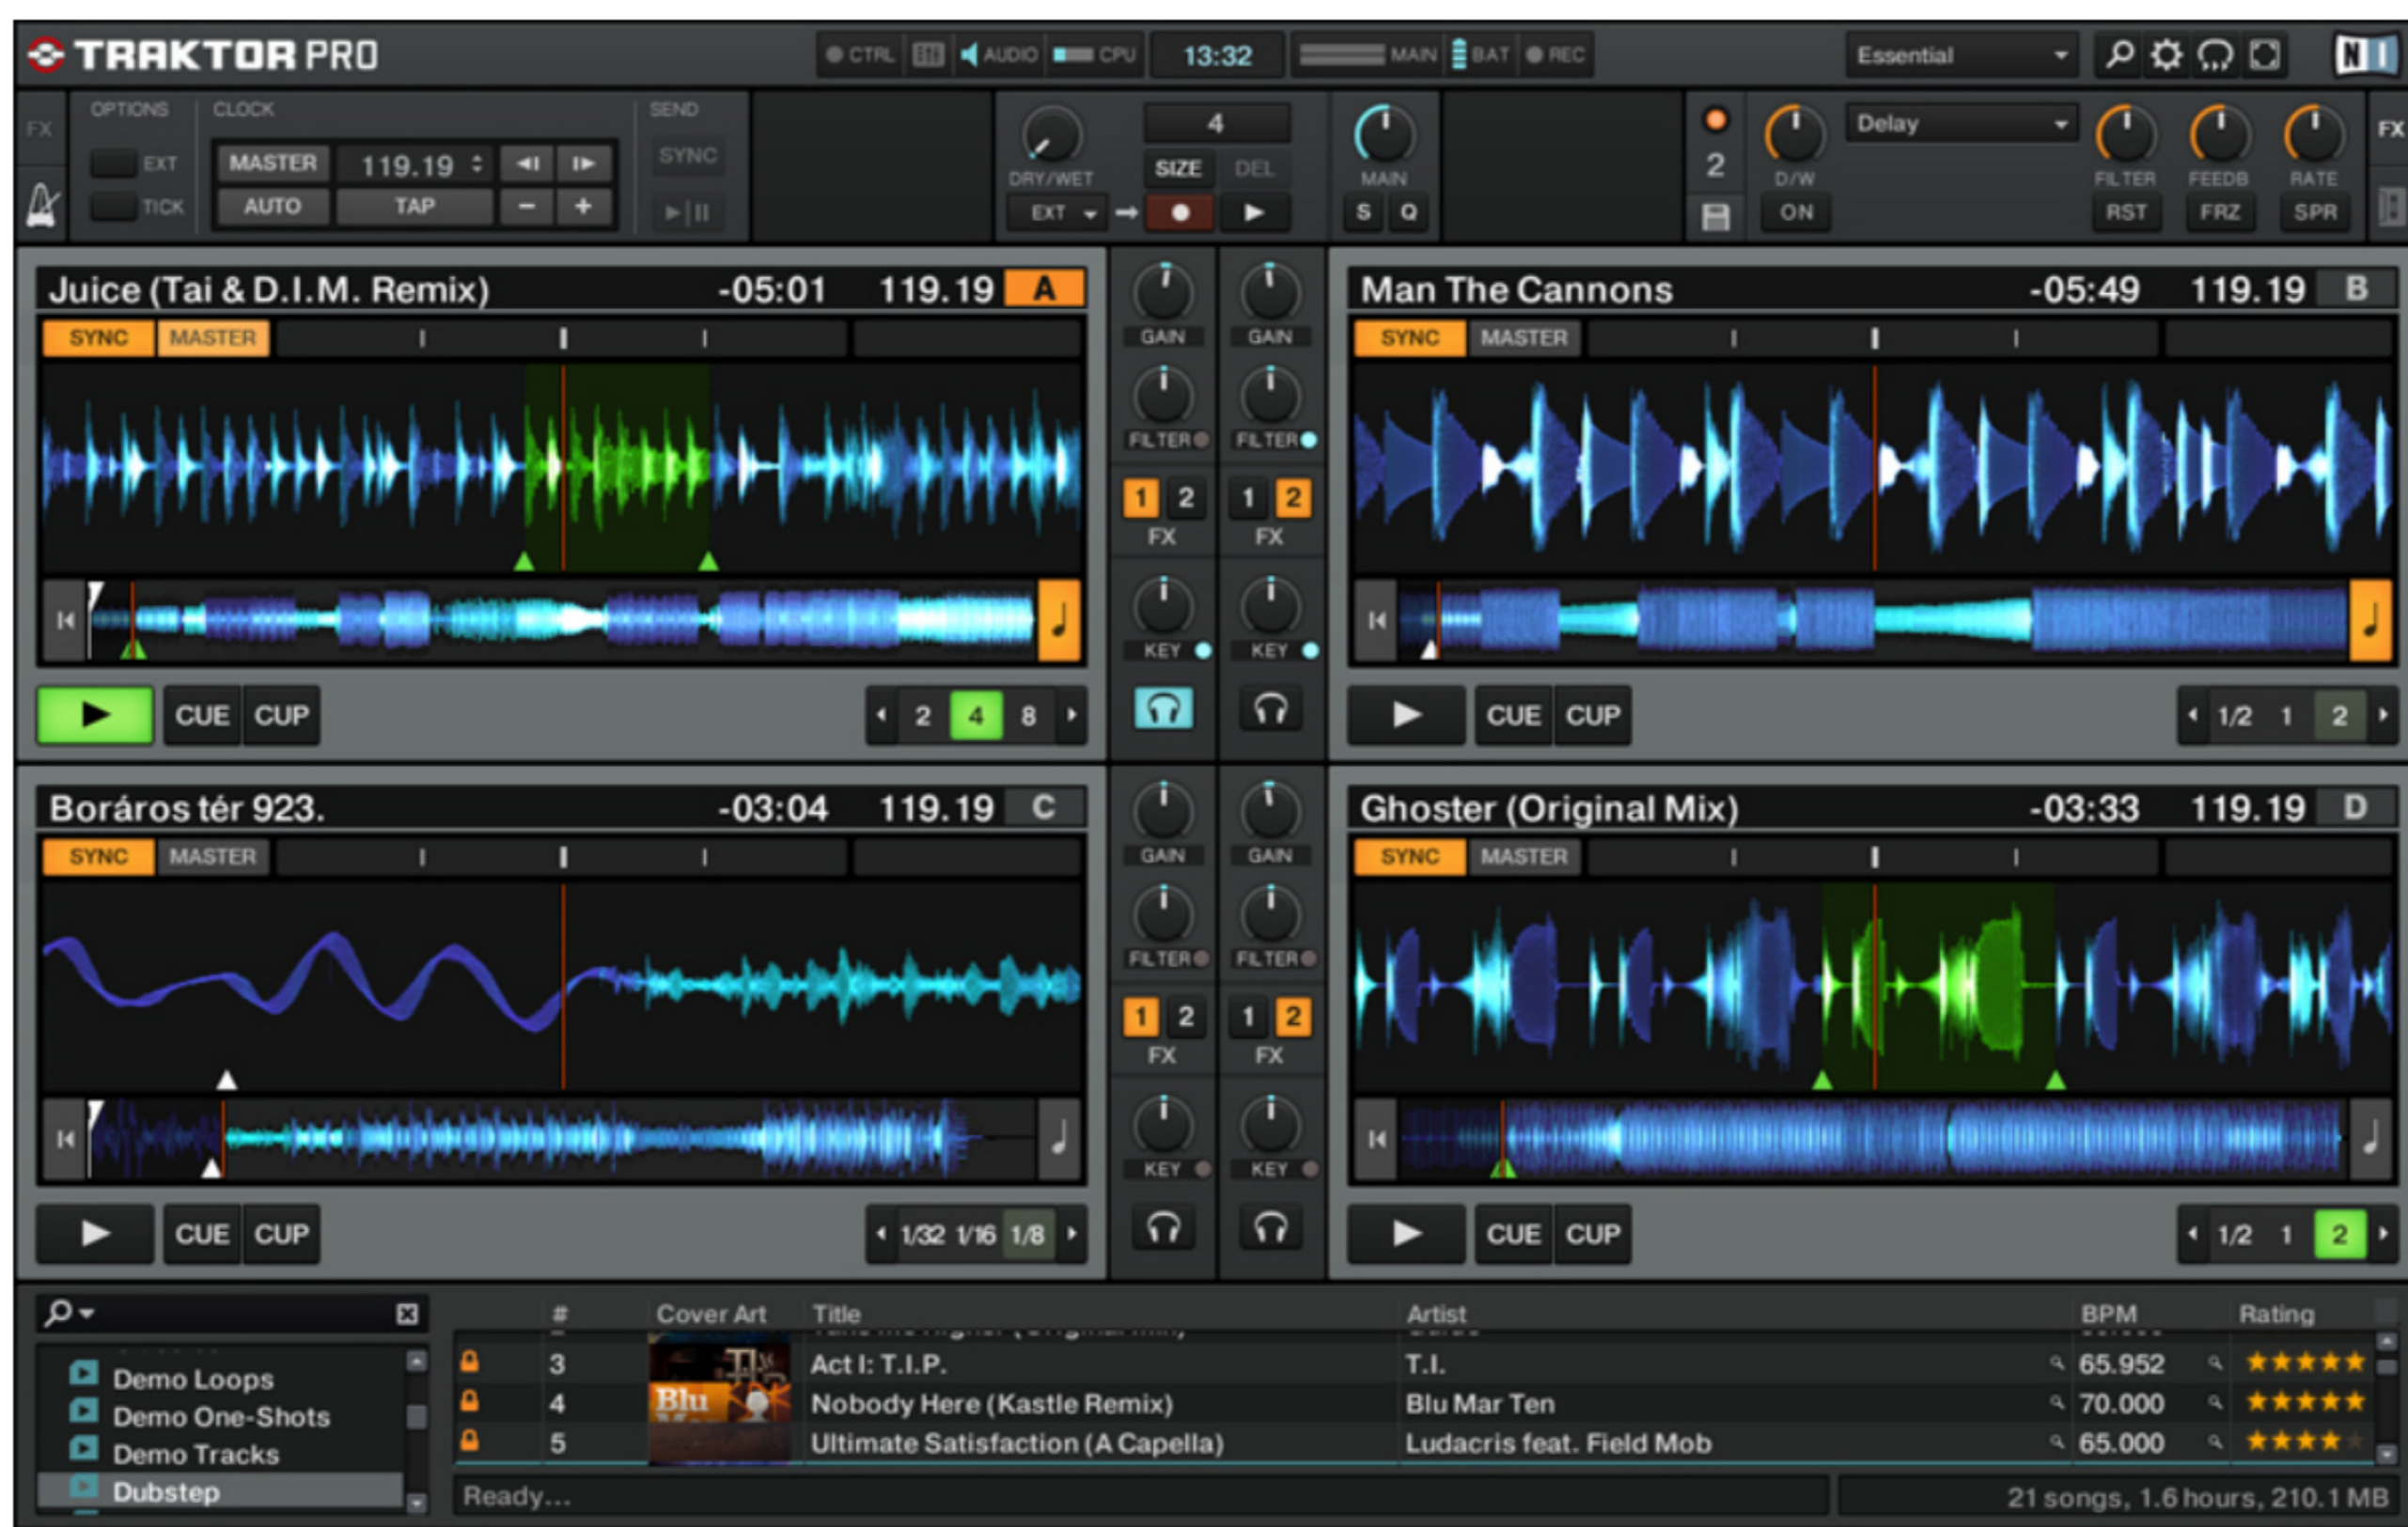 TRAKTOR PRO CTRL AUDIO CPU 13:32 MAIN BAT REC Essential NI
FX OPTIONS CLOCK SEND 4 Delay FX
EXT MASTER 119.19 SYNC DRY/WET SIZE DEL MAIN 2 D/W FILTER FEEDB RATE
TICK AUTO TAP − + EXT S Q ON RST FRZ SPR
Juice (Tai & D.I.M. Remix) -05:01 119.19 A
SYNC MASTER
CUE CUP 2 4 8
GAIN GAIN
FILTER FILTER
1 2 1 2
FX FX
KEY KEY
Man The Cannons -05:49 119.19 B
SYNC MASTER
CUE CUP 1/2 1 2
Boráros tér 923. -03:04 119.19 C
SYNC MASTER
CUE CUP 1/32 1/16 1/8
GAIN GAIN
FILTER FILTER
1 2 1 2
FX FX
KEY KEY
Ghoster (Original Mix) -03:33 119.19 D
SYNC MASTER
CUE CUP 1/2 1 2
Demo Loops
Demo One-Shots
Demo Tracks
Dubstep
# Cover Art Title Artist BPM Rating
3 Act I: T.I.P. T.I. 65.952
4 Blu Nobody Here (Kastle Remix) Blu Mar Ten 70.000
5 Ultimate Satisfaction (A Capella) Ludacris feat. Field Mob 65.000
Ready... 21 songs, 1.6 hours, 210.1 MB